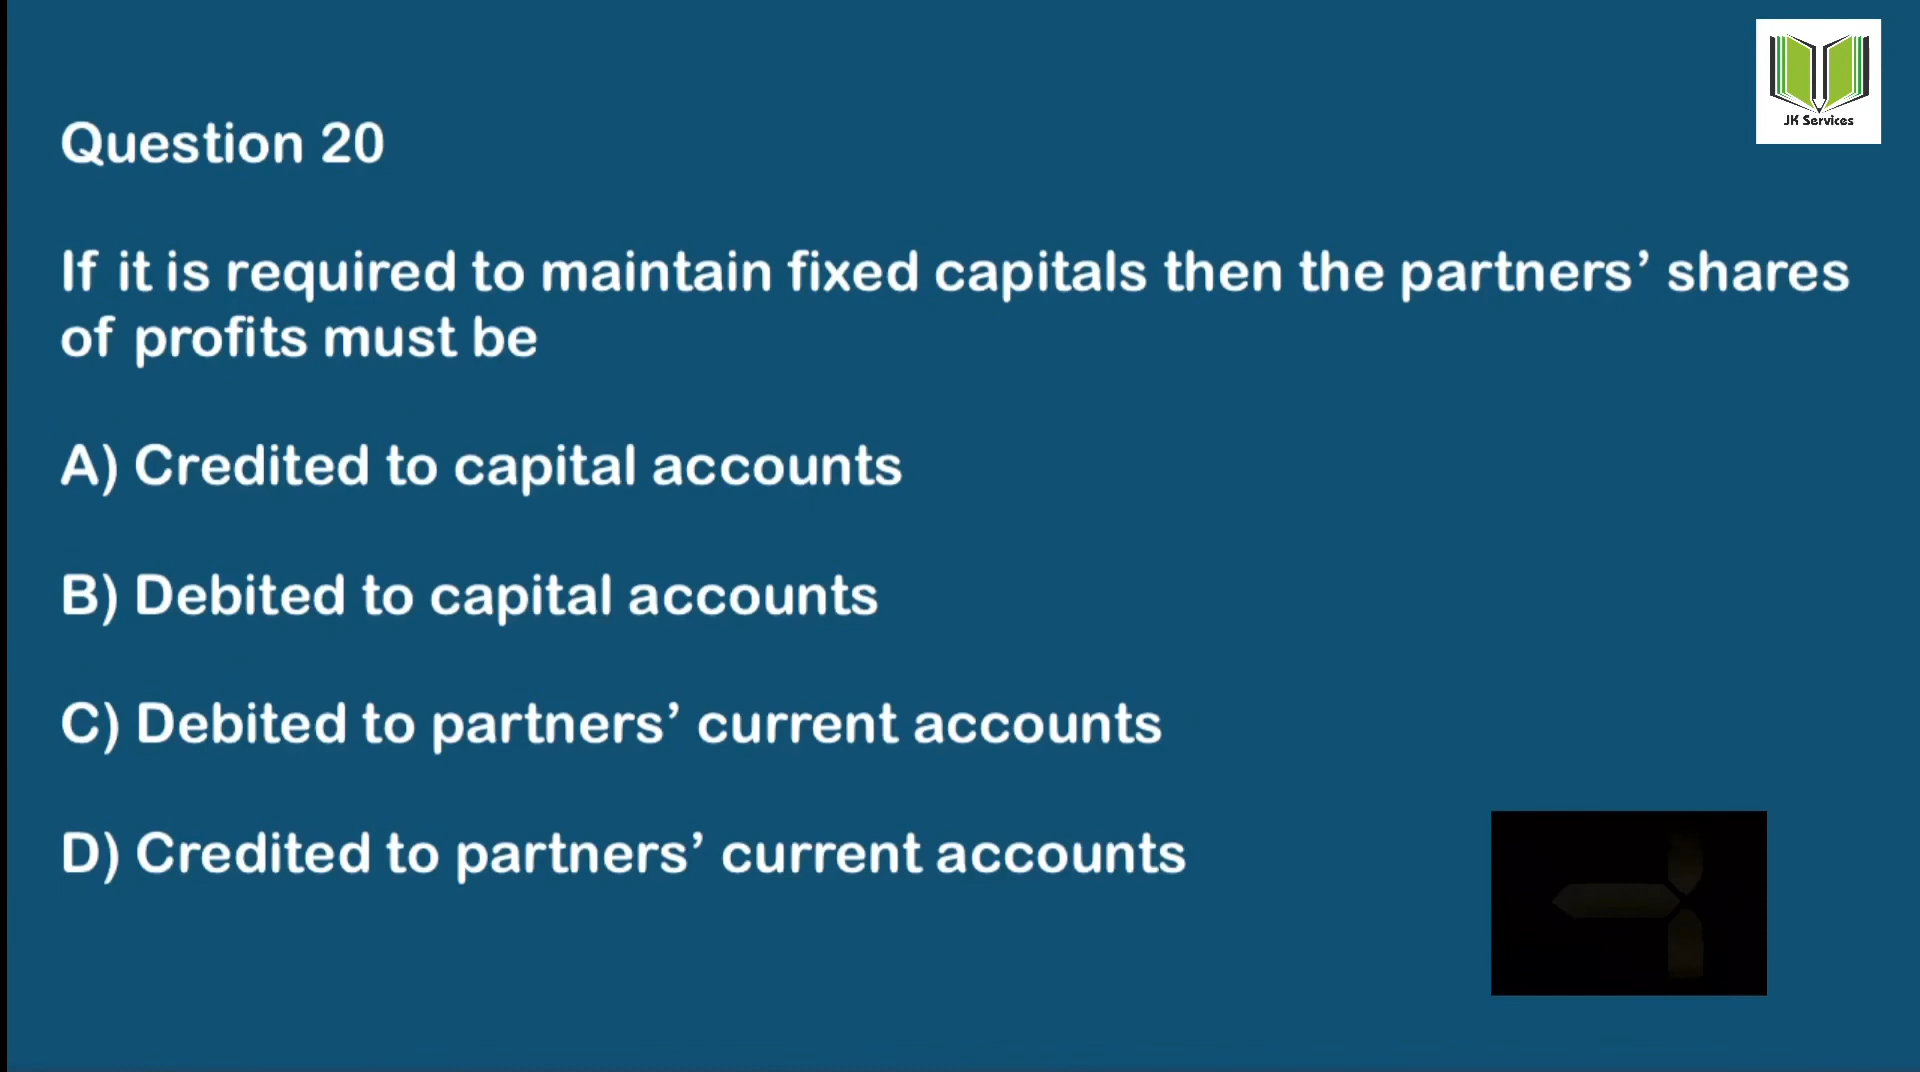 JK Services
Question 20
If it is required to maintain fixed capitals then the partners’ shares
of profits must be
A) Credited to capital accounts
B) Debited to capital accounts
C) Debited to partners’ current accounts
D) Credited to partners’ current accounts